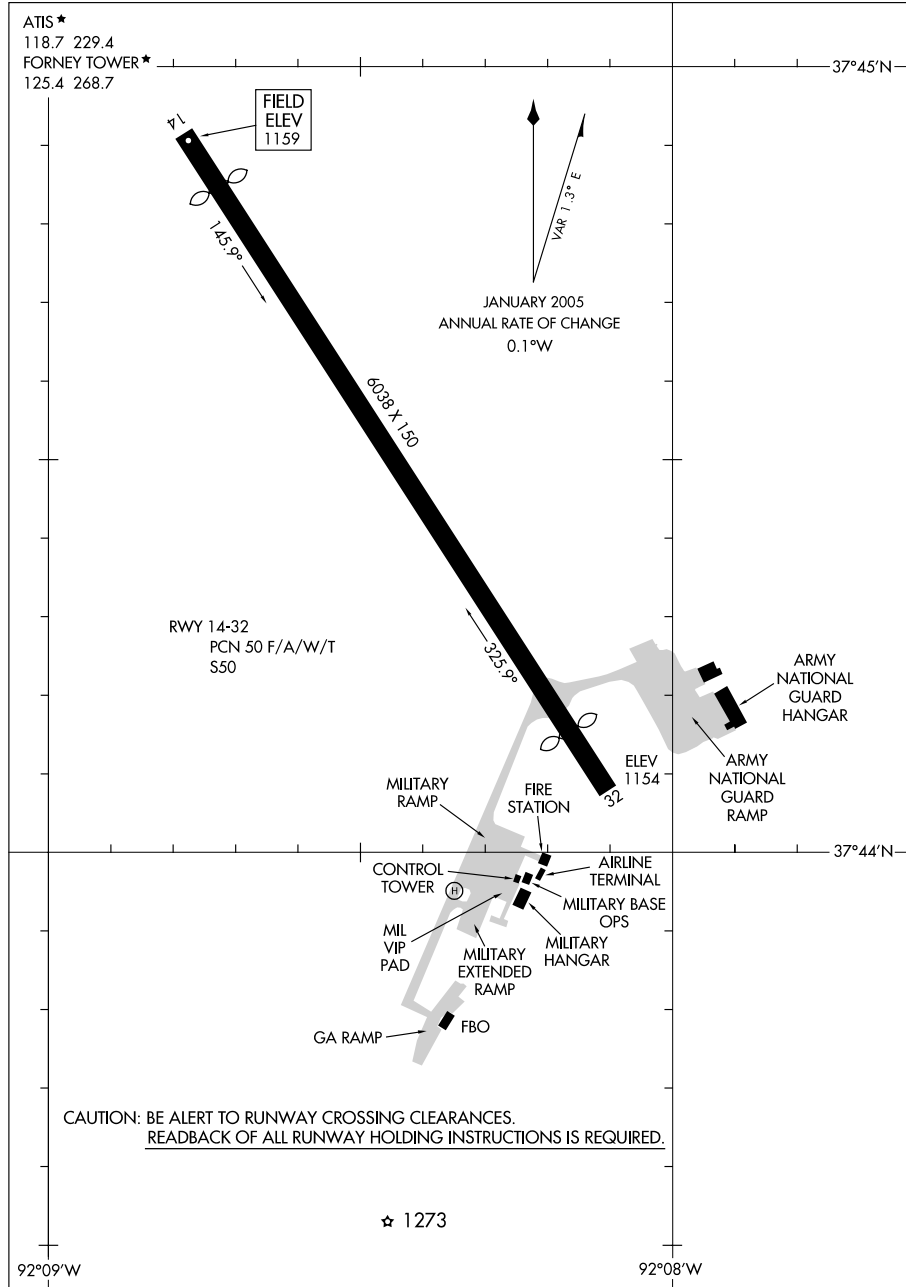 ATIS ★
118.7 229.4
FORNEY TOWER ★
125.4 268.7
37°45'N
14
FIELD
ELEV
1159
VAR 1.3° E
145.9°
JANUARY 2005
ANNUAL RATE OF CHANGE
0.1°W
6038 X 150
RWY 14-32
PCN 50 F/A/W/T
S50
325.9°
ARMY
NATIONAL
GUARD
HANGAR
ELEV
1154
32
ARMY
NATIONAL
GUARD
RAMP
MILITARY
RAMP
FIRE
STATION
37°44'N
CONTROL
TOWER
H
AIRLINE
TERMINAL
MILITARY BASE
OPS
MIL
VIP
PAD
MILITARY
HANGAR
MILITARY
EXTENDED
RAMP
GA RAMP
FBO
CAUTION: BE ALERT TO RUNWAY CROSSING CLEARANCES.
READBACK OF ALL RUNWAY HOLDING INSTRUCTIONS IS REQUIRED.
1273
92°09'W
92°08'W